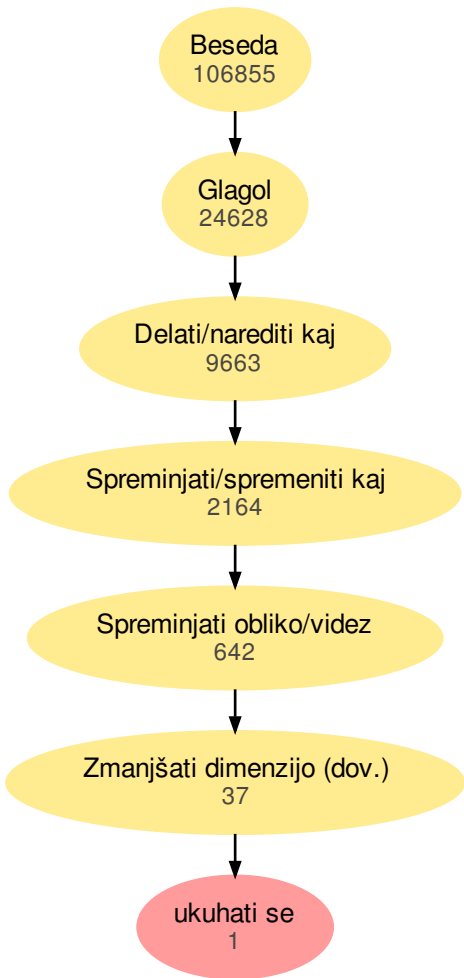 Beseda
106855
Glagol
24628
Delati/narediti kaj
9663
Spreminjati/spremeniti kaj
2164
Spreminjati obliko/videz
642
Zmanjšati dimenzijo (dov.)
37
ukuhati se
1